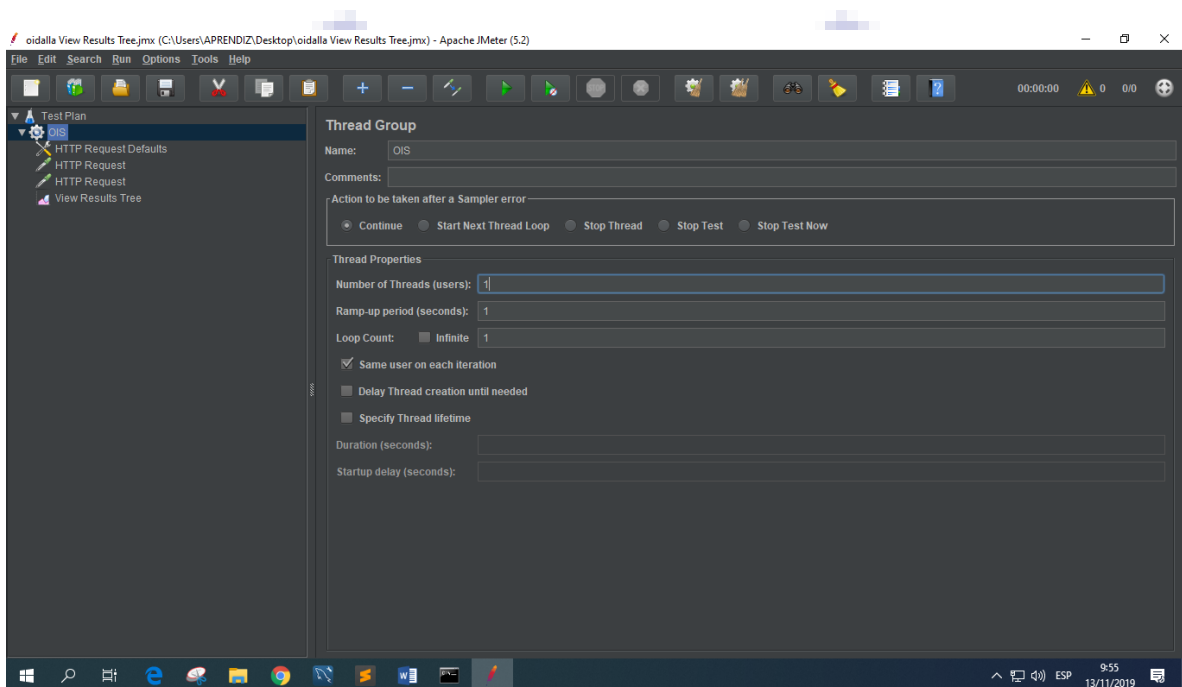 oidalla View Results Tree.jmx (C:\Users\APRENDIZ\Desktop\oidalla View Results Tree.jmx) - Apache JMeter (5.2)
File Edit Search Run Options Tools Help
00:00:00 0 0/0
Test Plan
OIS
HTTP Request Defaults
HTTP Request
HTTP Request
View Results Tree
Thread Group
Name: OIS
Comments:
Action to be taken after a Sampler error
Continue Start Next Thread Loop Stop Thread Stop Test Stop Test Now
Thread Properties
Number of Threads (users): 1
Ramp-up period (seconds): 1
Loop Count: Infinite 1
Same user on each iteration
Delay Thread creation until needed
Specify Thread lifetime
Duration (seconds):
Startup delay (seconds):
ESP
9:55
13/11/2019